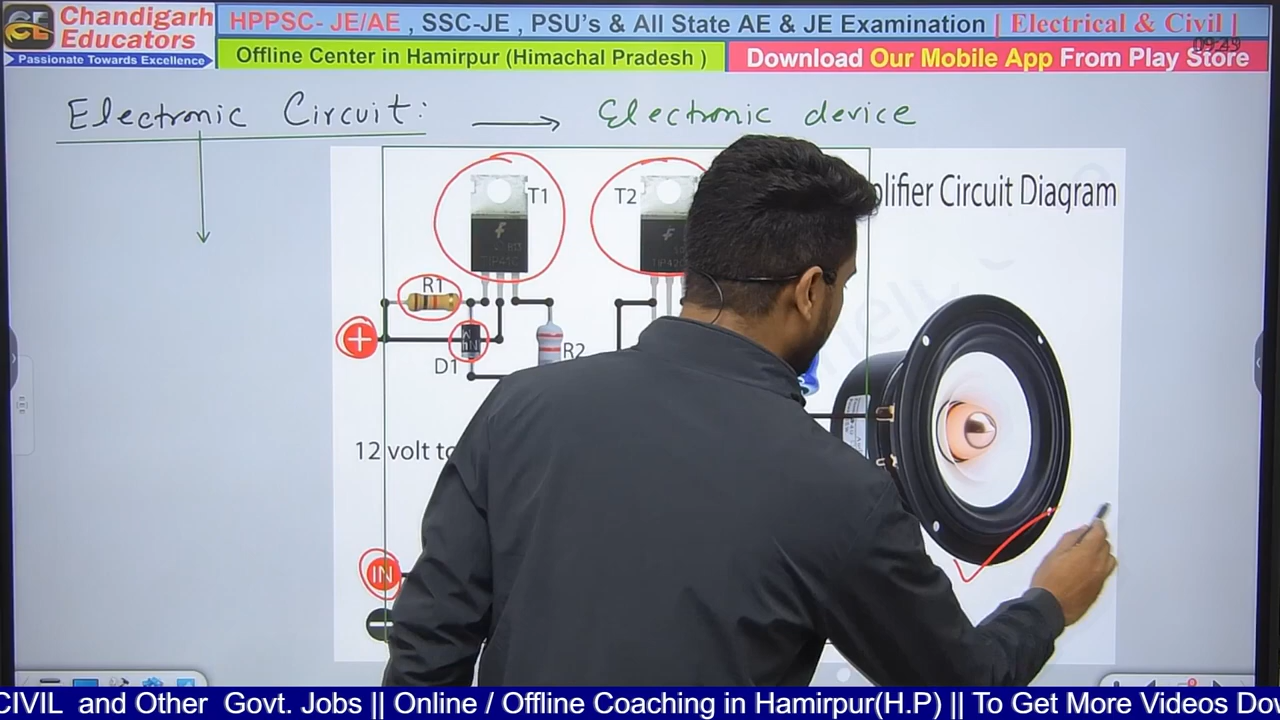 Chandigarh
Educators
Passionate Towards Excellence
HPPSC- JE/AE , SSC-JE , PSU's & All State AE & JE Examination [ Electrical & Civil ]
Offline Center in Hamirpur (Himachal Pradesh )
Download Our Mobile App From Play Store
09:49
Electronic Circuit: → Electronic device
plifier Circuit Diagram
T1
T2
R1
+
D1
R2
12 volt to
IN
CIVIL and Other Govt. Jobs || Online / Offline Coaching in Hamirpur(H.P) || To Get More Videos Dow